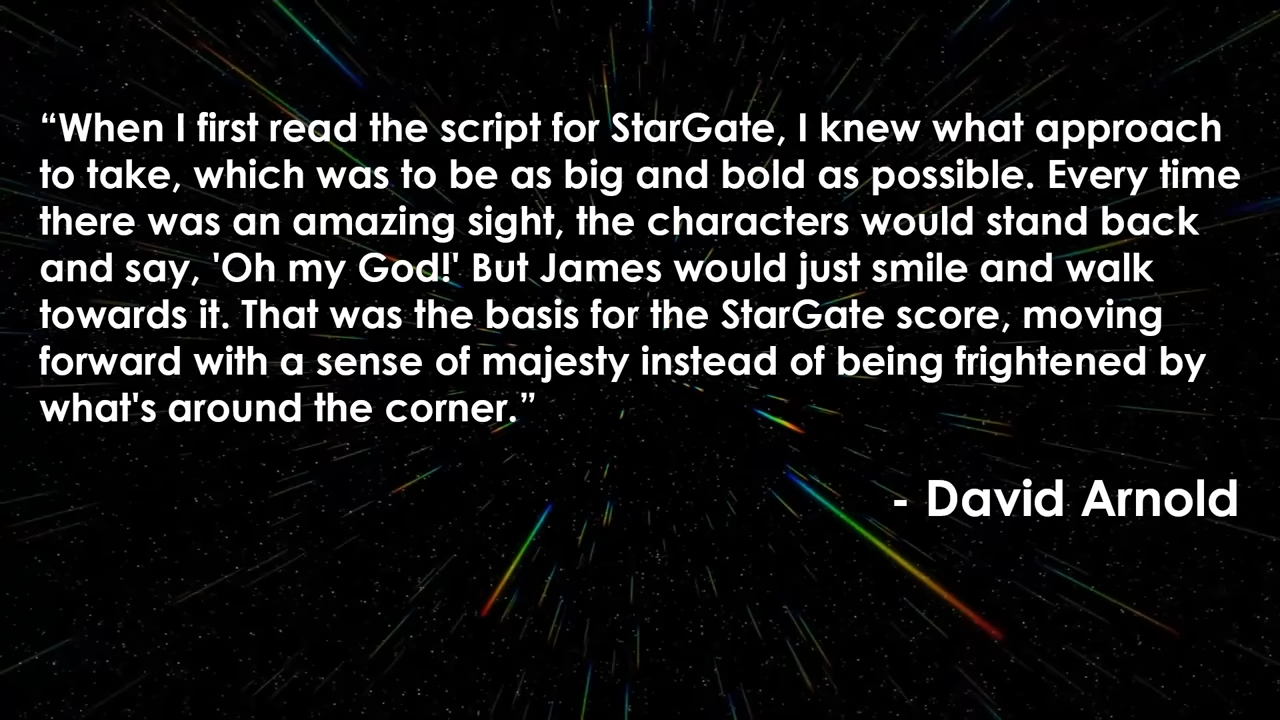 “When I first read the script for StarGate, I knew what approach
to take, which was to be as big and bold as possible. Every time
there was an amazing sight, the characters would stand back
and say, 'Oh my God!' But James would just smile and walk
towards it. That was the basis for the StarGate score, moving
forward with a sense of majesty instead of being frightened by
what's around the corner.”
- David Arnold